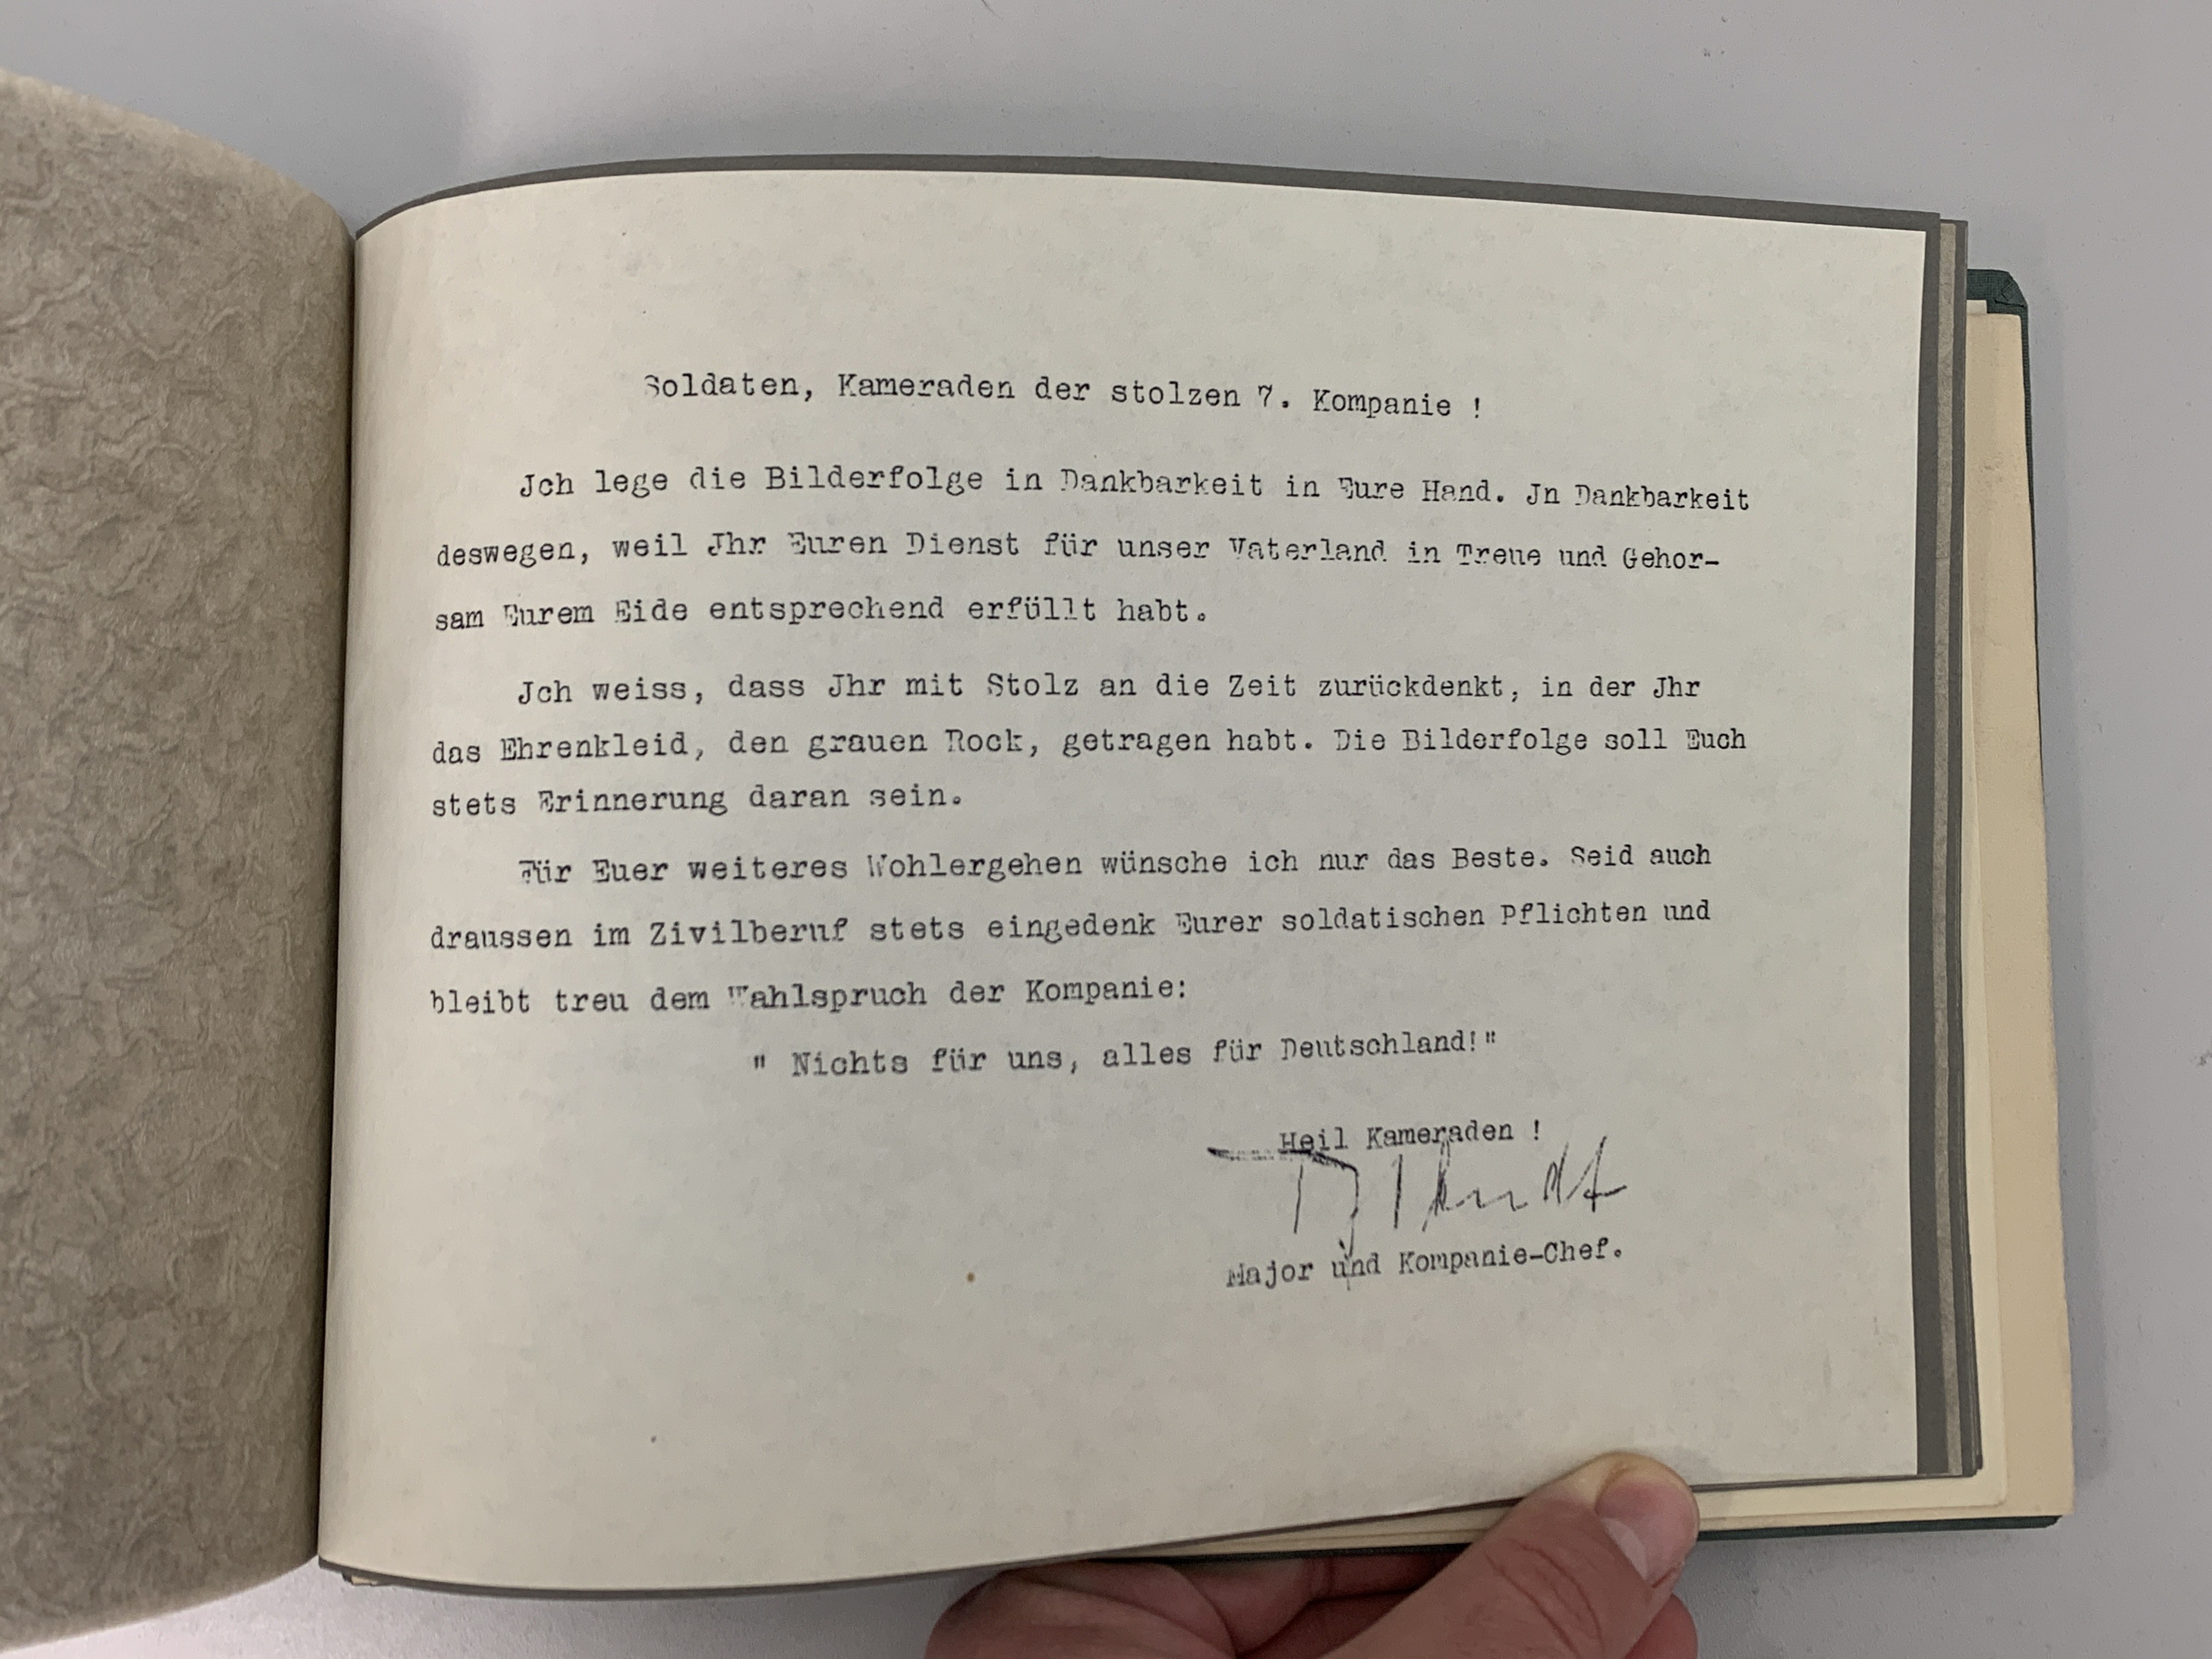 Soldaten, Kameraden der stolzen 7. Kompanie !
Jch lege die Bilderfolge in Dankbarkeit in Eure Hand. Jn Dankbarkeit
deswegen, weil Jhr Euren Dienst für unser Vaterland in Treue und Gehor-
sam Eurem Eide entsprechend erfüllt habt.
Jch weiss, dass Jhr mit Stolz an die Zeit zurückdenkt, in der Jhr
das Ehrenkleid, den grauen Rock, getragen habt. Die Bilderfolge soll Euch
stets Erinnerung daran sein.
Für Euer weiteres Wohlergehen wünsche ich nur das Beste. Seid auch
draussen im Zivilberuf stets eingedenk Eurer soldatischen Pflichten und
bleibt treu dem Wahlspruch der Kompanie:
" Nichts für uns, alles für Deutschland!"
Heil Kameraden !
Major und Kompanie-Chef.